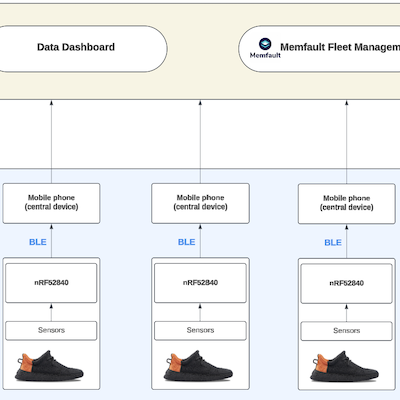 Data Dashboard
Memfault
Memfault Fleet Managem
Mobile phone
(central device)
Mobile phone
(central device)
Mobile phone
(central device)
BLE
BLE
BLE
nRF52840
nRF52840
nRF52840
Sensors
Sensors
Sensors